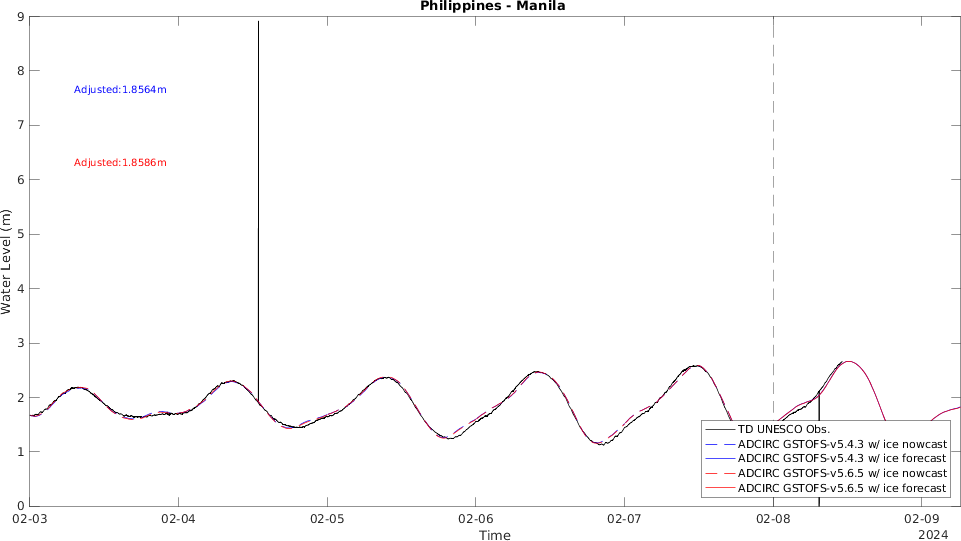 Philippines - Manila
9
8
7
6
5
4
3
2
1
0
Water Level (m)
Adjusted:1.8564m
Adjusted:1.8586m
TD UNESCO Obs.
ADCIRC GSTOFS-v5.4.3 w/ ice nowcast
ADCIRC GSTOFS-v5.4.3 w/ ice forecast
ADCIRC GSTOFS-v5.6.5 w/ ice nowcast
ADCIRC GSTOFS-v5.6.5 w/ ice forecast
02-03 02-04 02-05 02-06 02-07 02-08 02-09
Time
2024